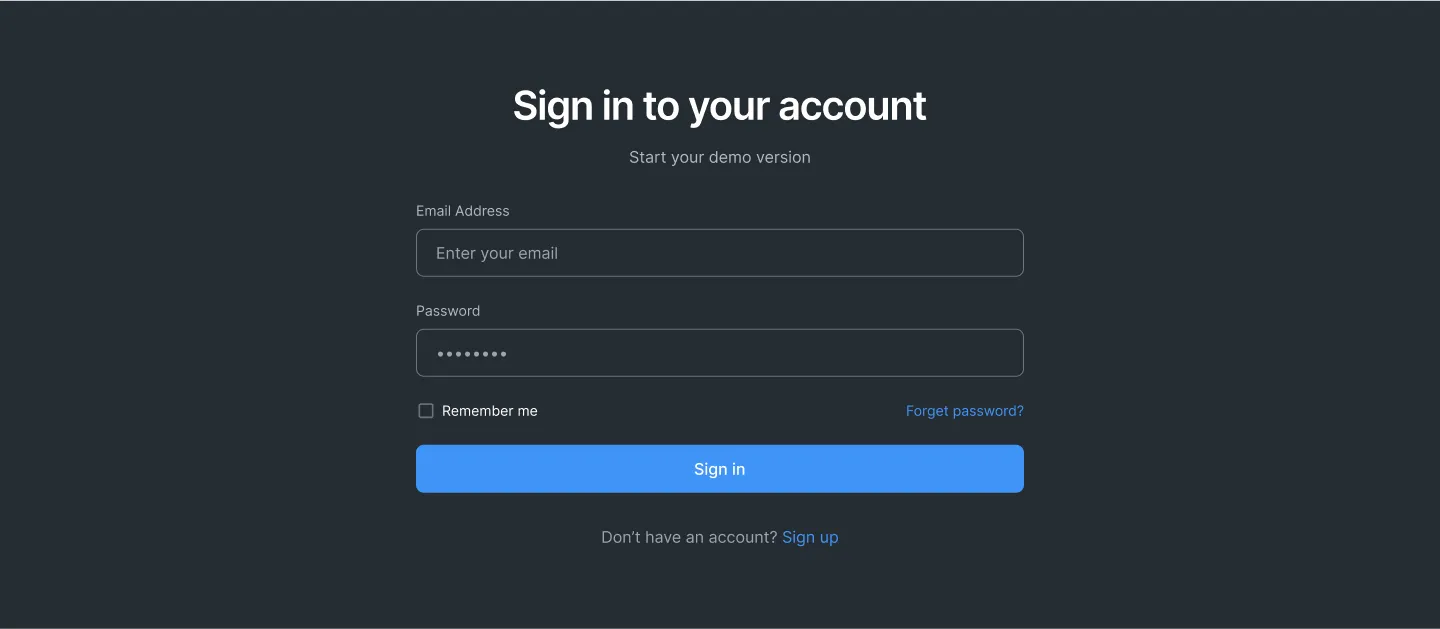 Sign in to your account
Start your demo version
Email Address
Enter your email
Password
••••••••
Remember me
Forget password?
Sign in
Don’t have an account? Sign up